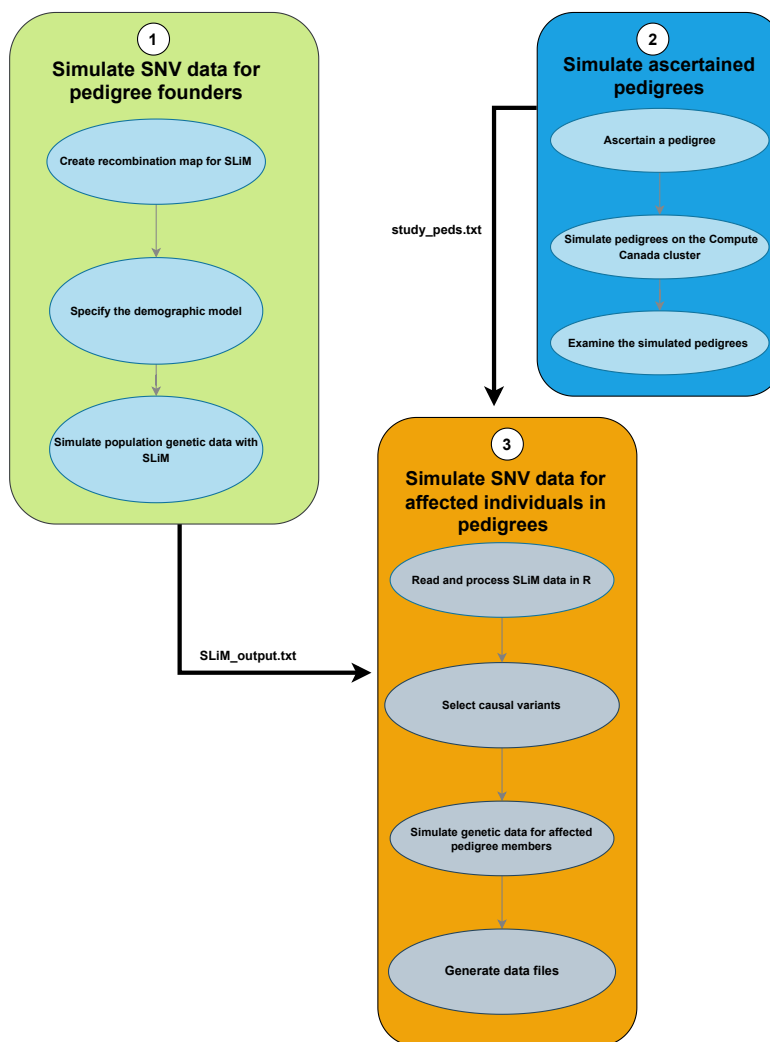 1
Simulate SNV data for
pedigree founders
Create recombination map for SLiM
Specify the demographic model
Simulate population genetic data with
SLiM
2
Simulate ascertained
pedigrees
Ascertain a pedigree
Simulate pedigrees on the Compute
Canada cluster
Examine the simulated pedigrees
study_peds.txt
SLiM_output.txt
3
Simulate SNV data for
affected individuals in
pedigrees
Read and process SLiM data in R
Select causal variants
Simulate genetic data for affected
pedigree members
Generate data files